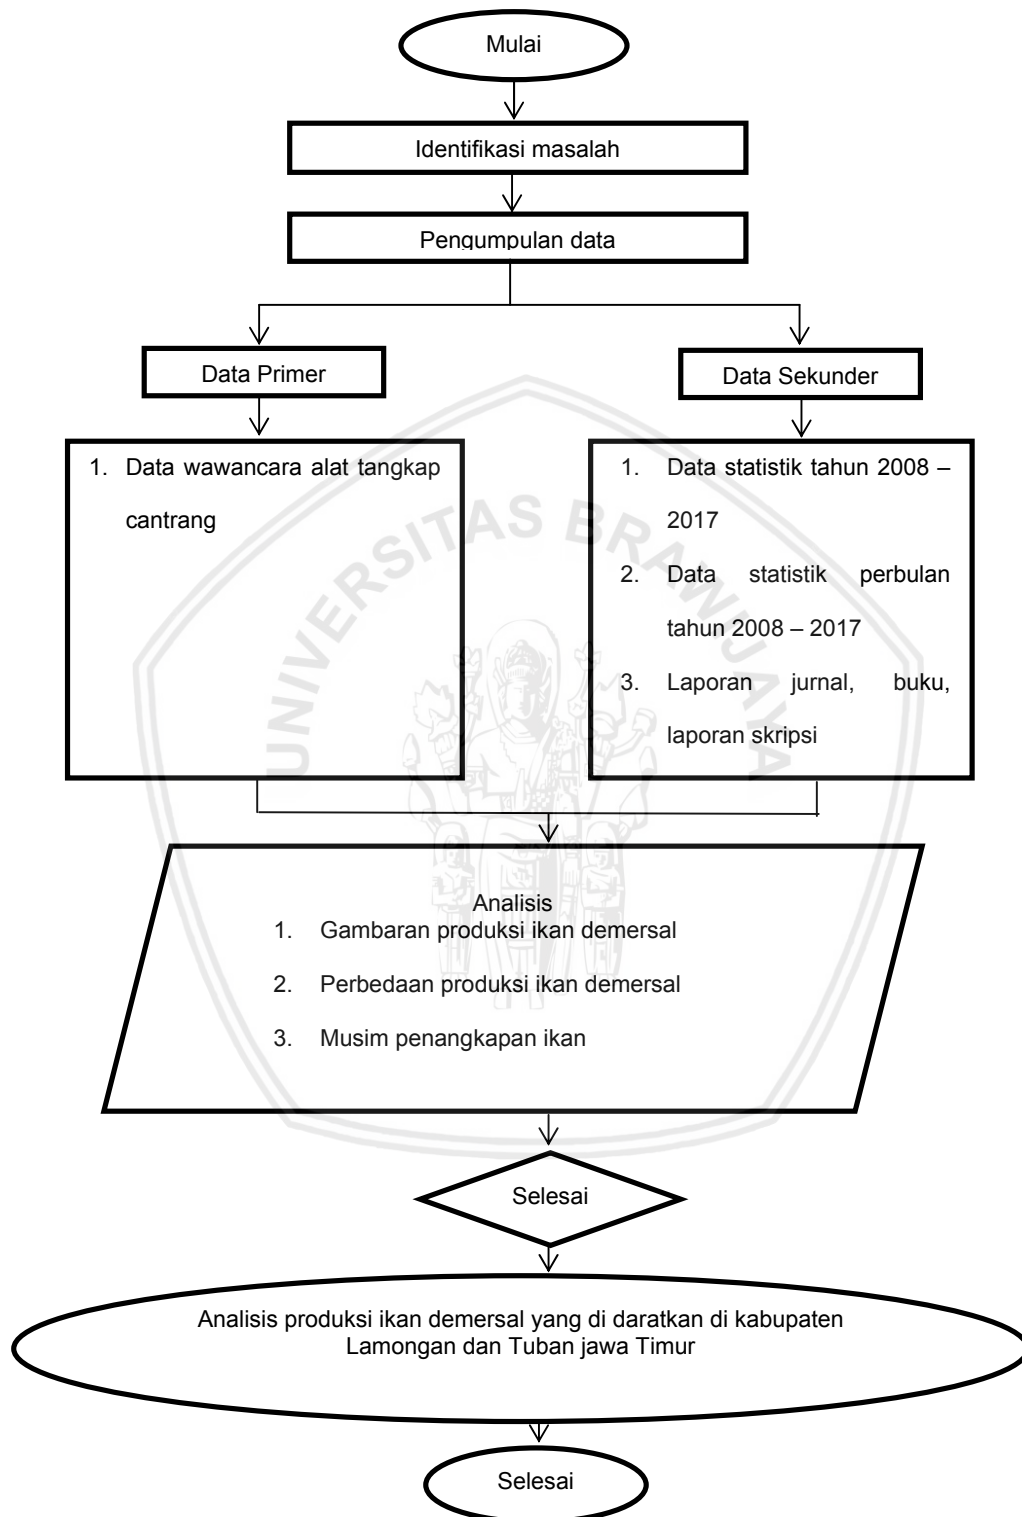 Mulai
Identifikasi masalah
Pengumpulan data
Data Primer
Data Sekunder
1. Data wawancara alat tangkap
cantrang
1. Data statistik tahun 2008 –
2017
2. Data statistik perbulan
tahun 2008 – 2017
3. Laporan jurnal, buku,
laporan skripsi
UNIVERSITAS BRAWIJAYA
Analisis
1. Gambaran produksi ikan demersal
2. Perbedaan produksi ikan demersal
3. Musim penangkapan ikan
Selesai
Analisis produksi ikan demersal yang di daratkan di kabupaten
Lamongan dan Tuban jawa Timur
Selesai